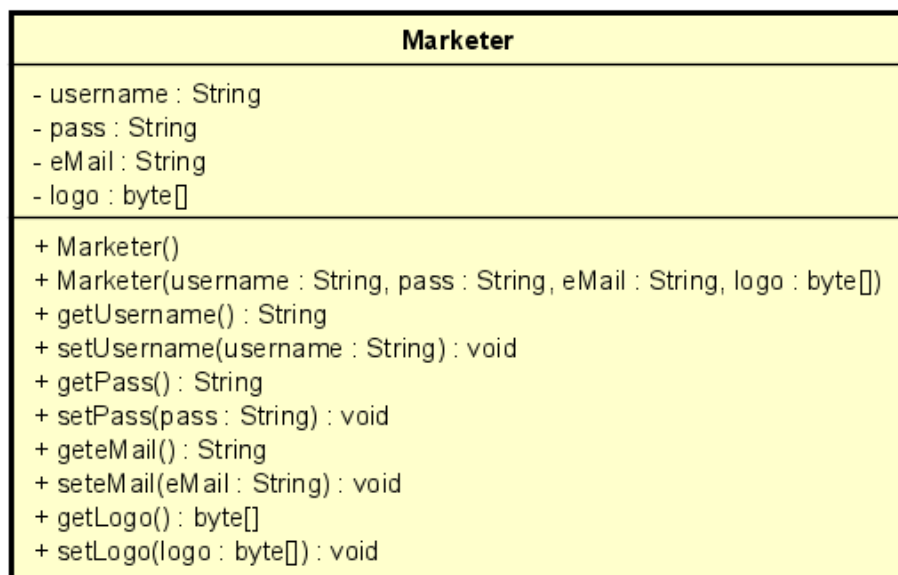 Marketer
- username : String
- pass : String
- eMail : String
- logo : byte[]
+ Marketer()
+ Marketer(username : String, pass : String, eMail : String, logo : byte[])
+ getUsername() : String
+ setUsername(username : String) : void
+ getPass() : String
+ setPass(pass : String) : void
+ geteMail() : String
+ seteMail(eMail : String) : void
+ getLogo() : byte[]
+ setLogo(logo : byte[]) : void